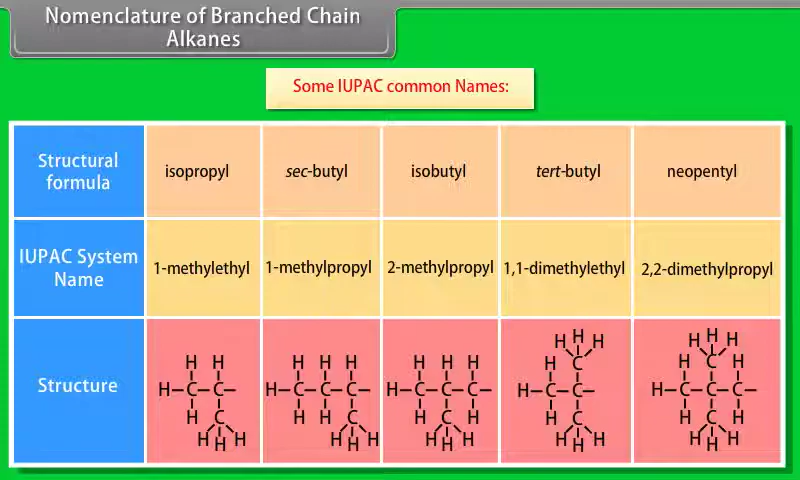 Nomenclature of Branched Chain
Alkanes
Some IUPAC common Names:
Structural
formula
isopropyl
sec-butyl
isobutyl
tert-butyl
neopentyl
IUPAC System
Name
1-methylethyl
1-methylpropyl
2-methylpropyl
1,1-dimethylethyl
2,2-dimethylpropyl
Structure
H H
H–C–C–
H C
H H H
H H H
H–C–C–C–
H H C
H H H
H H H
H–C–C–C–
H C H
H H H
H H H
H C
H–C–C–
H C
H H H
H H H
H C H
H–C–C–C–
H C H
H H H